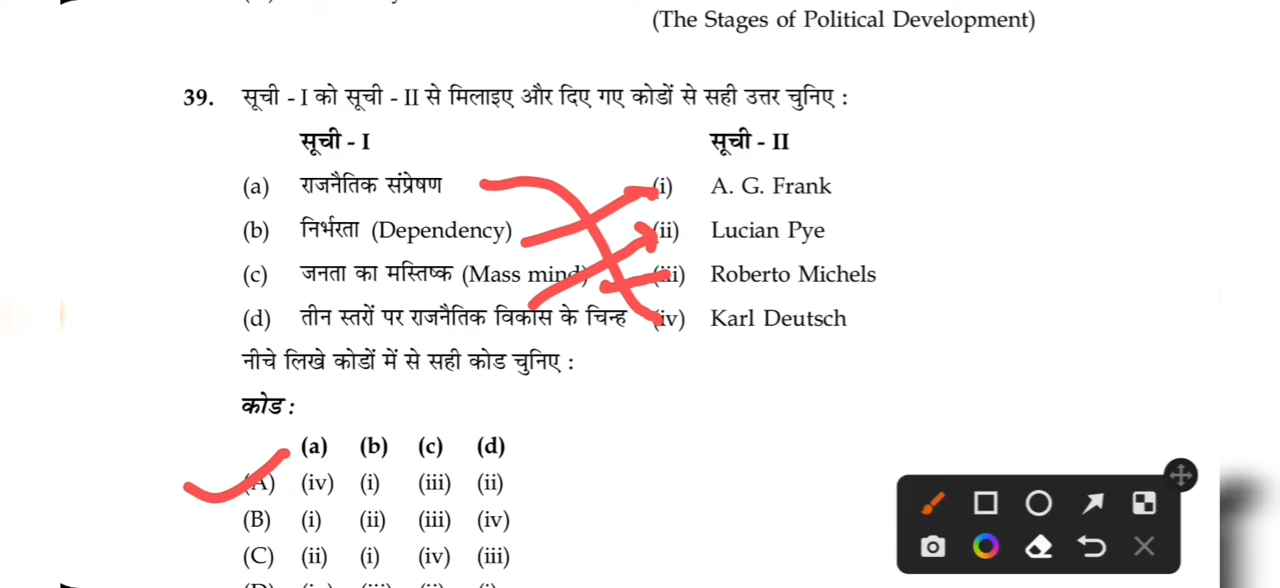 (The Stages of Political Development)
39. सूची - I को सूची - II से मिलाइए और दिए गए कोडों से सही उत्तर चुनिए :
सूची - I सूची - II
(a) राजनैतिक संप्रेषण (i) A. G. Frank
(b) निर्भरता (Dependency) (ii) Lucian Pye
(c) जनता का मस्तिष्क (Mass mind) (iii) Roberto Michels
(d) तीन स्तरों पर राजनैतिक विकास के चिन्ह (iv) Karl Deutsch
नीचे लिखे कोडों में से सही कोड चुनिए :
कोड :
(a) (b) (c) (d)
(A) (iv) (i) (iii) (ii)
(B) (i) (ii) (iii) (iv)
(C) (ii) (i) (iv) (iii)